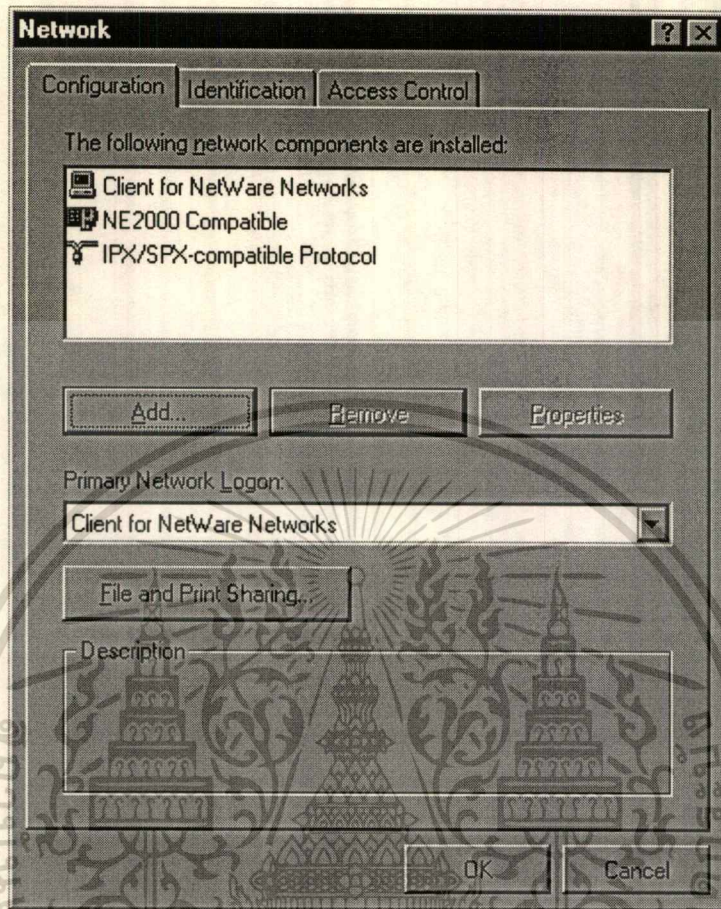 Network
Configuration Identification Access Control
The following network components are installed:
Client for NetWare Networks
NE2000 Compatible
IPX/SPX-compatible Protocol
Add... Remove Properties
Primary Network Logon:
Client for NetWare Networks
File and Print Sharing...
Description
OK Cancel